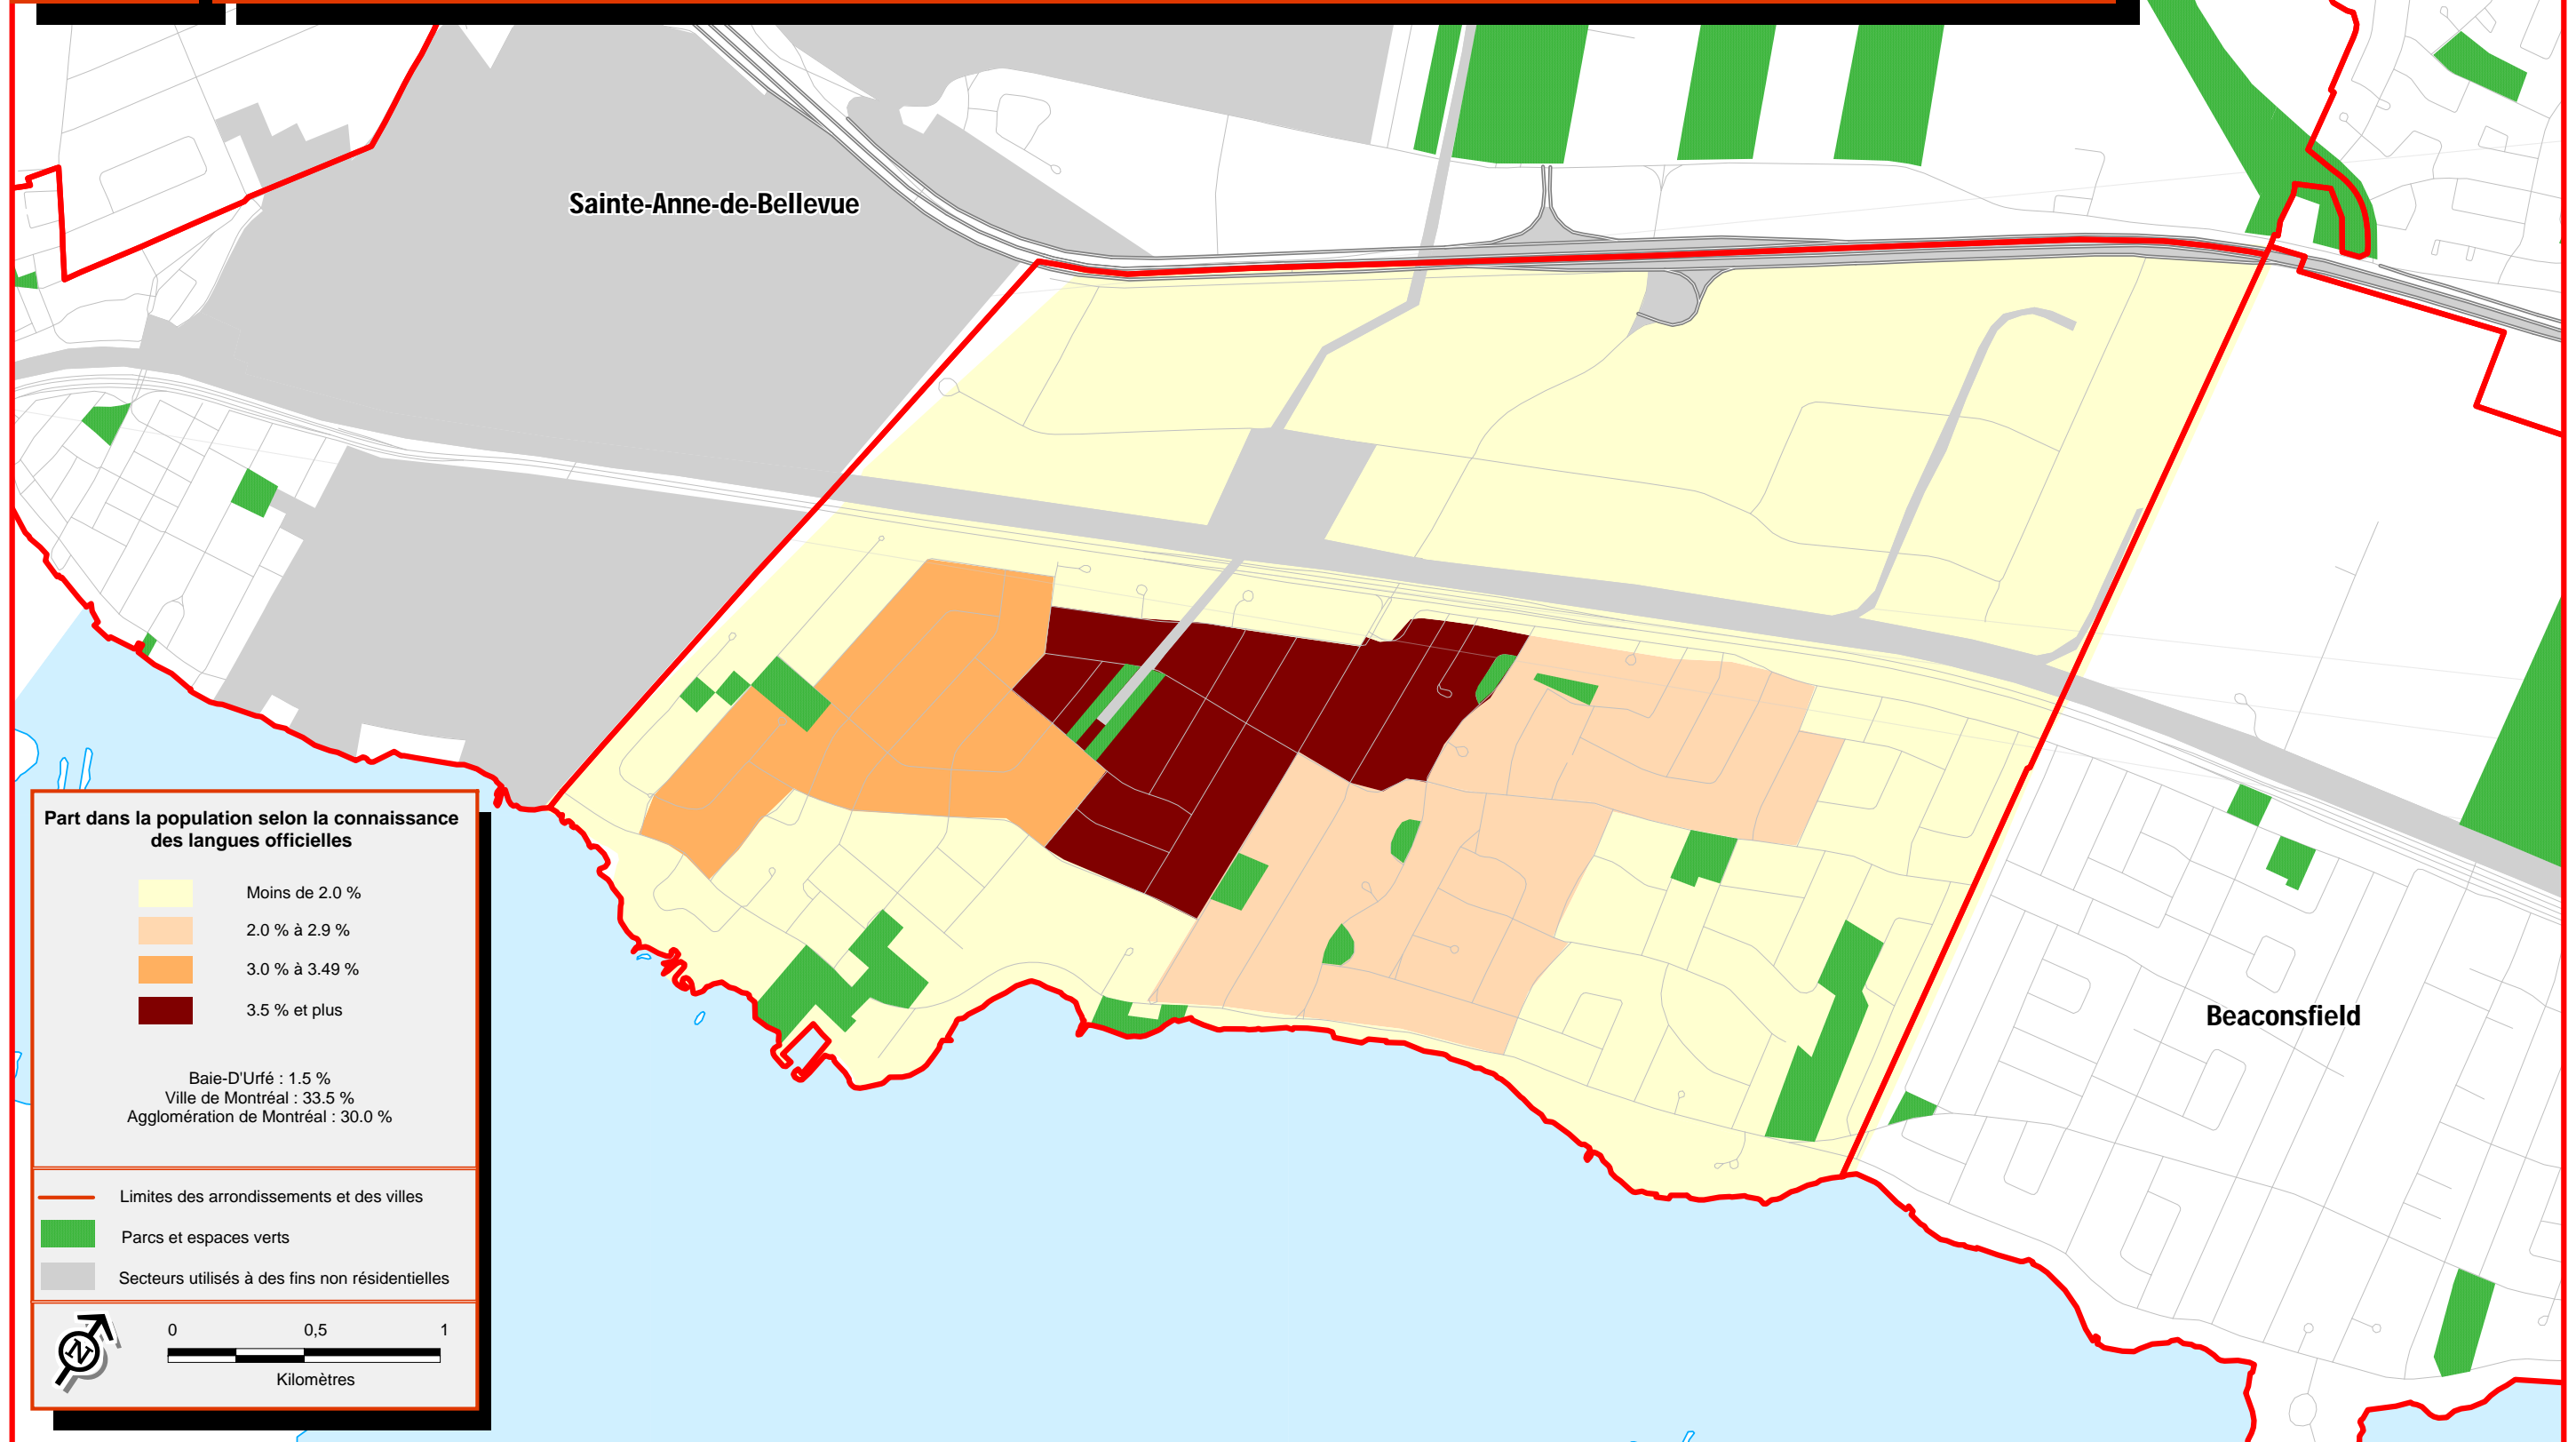 Sainte-Anne-de-Bellevue
Part dans la population selon la connaissance
des langues officielles
Moins de 2.0 %
2.0 % à 2.9 %
3.0 % à 3.49 %
3.5 % et plus
Baie-D'Urfé : 1.5 %
Ville de Montréal : 33.5 %
Agglomération de Montréal : 30.0 %
Limites des arrondissements et des villes
Parcs et espaces verts
Secteurs utilisés à des fins non résidentielles
N
0 0,5 1
Kilomètres
Beaconsfield